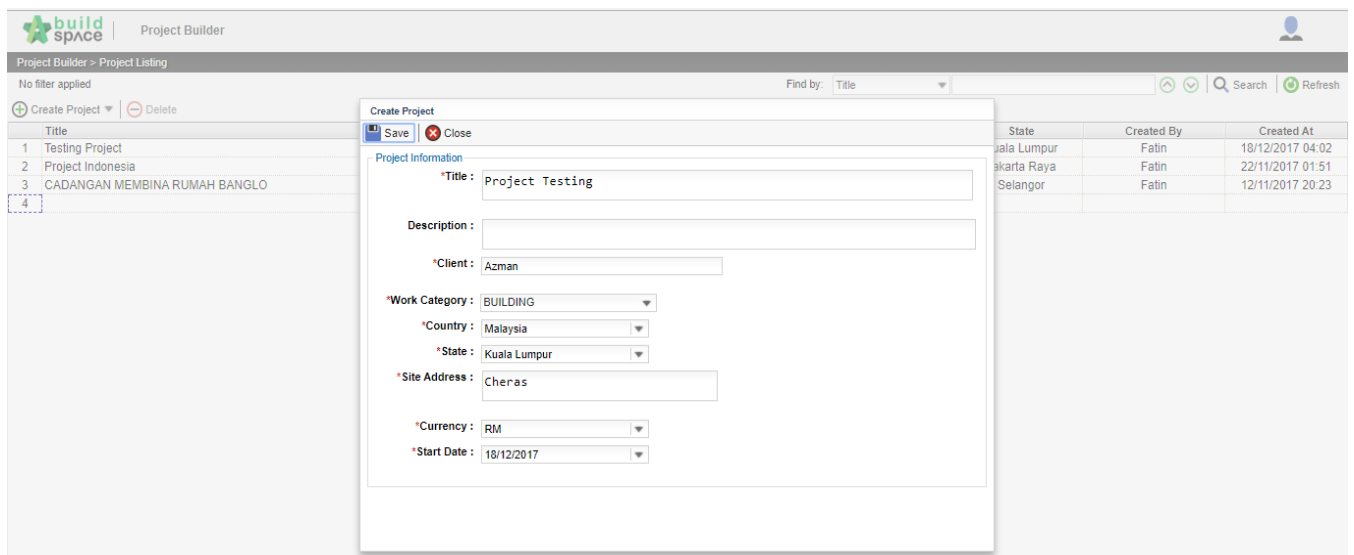 build
spʌce
Project Builder
Project Builder > Project Listing
No filter applied
Find by: Title
Search
Refresh
Create Project
Delete
Title
State
Created By
Created At
1 Testing Project
uala Lumpur
Fatin
18/12/2017 04:02
2 Project Indonesia
akarta Raya
Fatin
22/11/2017 01:51
3 CADANGAN MEMBINA RUMAH BANGLO
Selangor
Fatin
12/11/2017 20:23
4
Create Project
Save
Close
Project Information
*Title : Project Testing
Description :
*Client : Azman
*Work Category : BUILDING
*Country : Malaysia
*State : Kuala Lumpur
*Site Address : Cheras
*Currency : RM
*Start Date : 18/12/2017